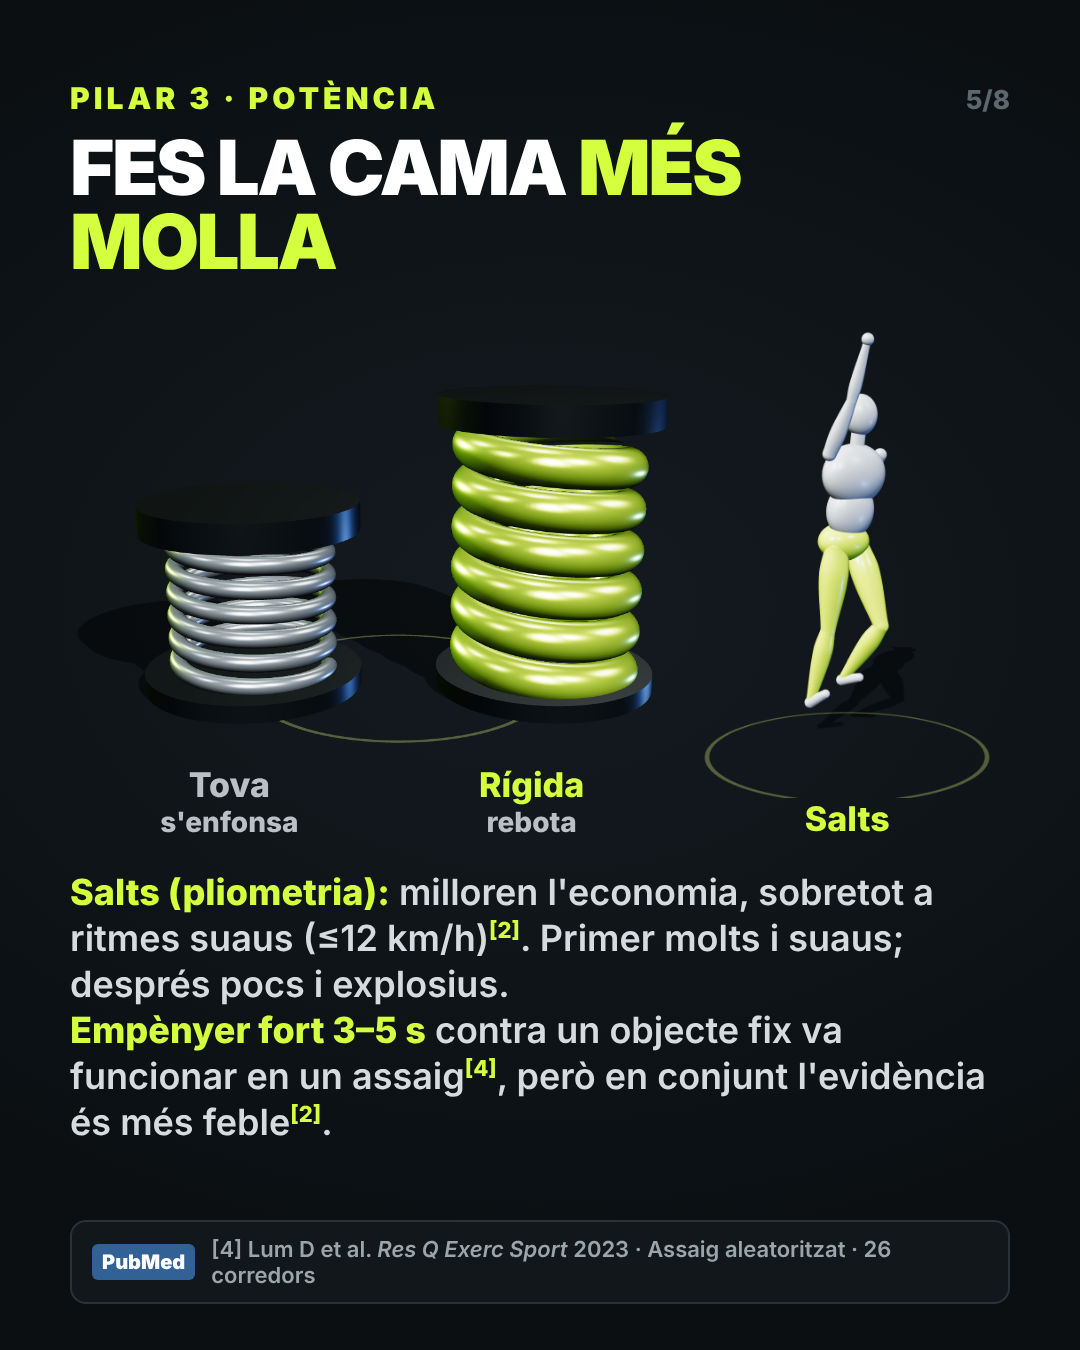 PILAR 3 · POTÈNCIA
5/8
FES LA CAMA MÉS
MOLLA
Tova
s'enfonsa
Rígida
rebota
Salts
Salts (pliometria): milloren l'economia, sobretot a
ritmes suaus (≤12 km/h)[2]. Primer molts i suaus;
després pocs i explosius.
Empènyer fort 3–5 s contra un objecte fix va
funcionar en un assaig[4], però en conjunt l'evidència
és més feble[2].
PubMed
[4] Lum D et al. Res Q Exerc Sport 2023 · Assaig aleatoritzat · 26
corredors